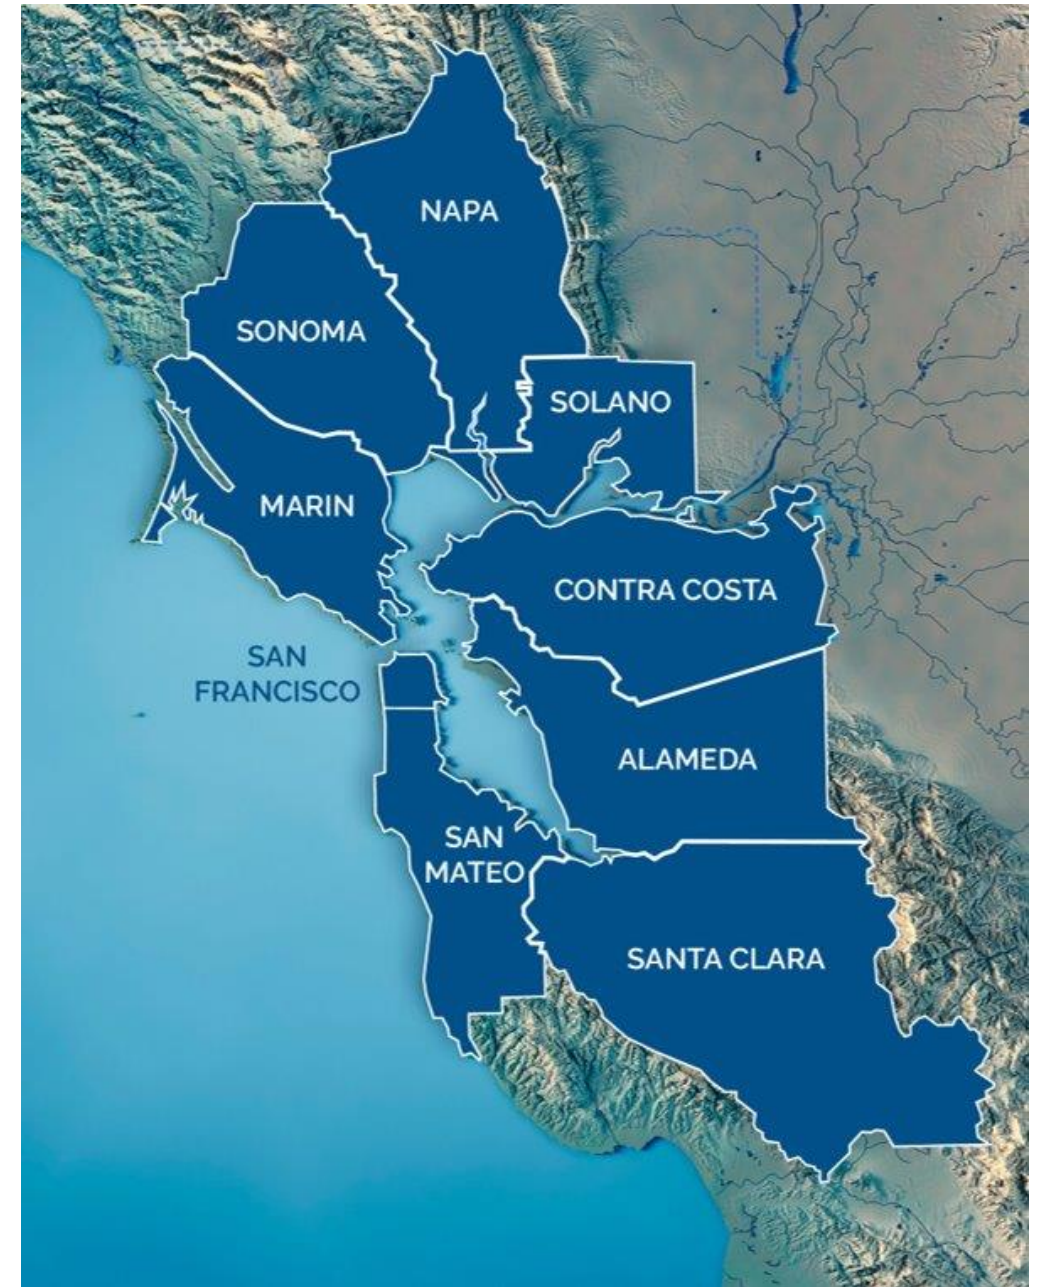 NAPA
SONOMA
SOLANO
MARIN
CONTRA COSTA
SAN
FRANCISCO
ALAMEDA
SAN
MATEO
SANTA CLARA